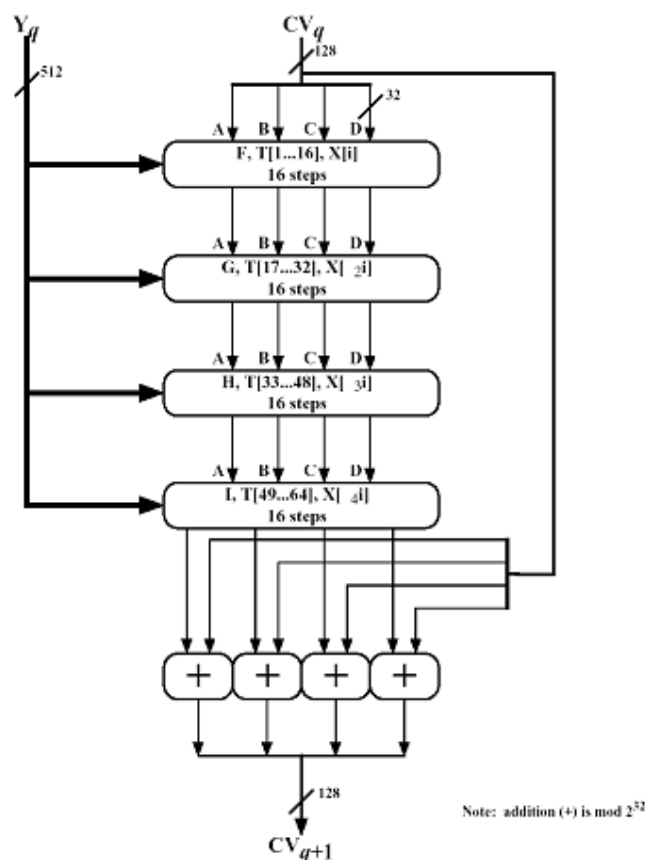 Yq CVq
128
512
32
A B C D
F, T[1...16], X[i]
16 steps
A B C D
G, T[17...32], X[ 2i]
16 steps
A B C D
H, T[33...48], X[ 3i]
16 steps
A B C D
I, T[49...64], X[ 4i]
16 steps
+ + + +
128
Note: addition (+) is mod 2^32
CVq+1